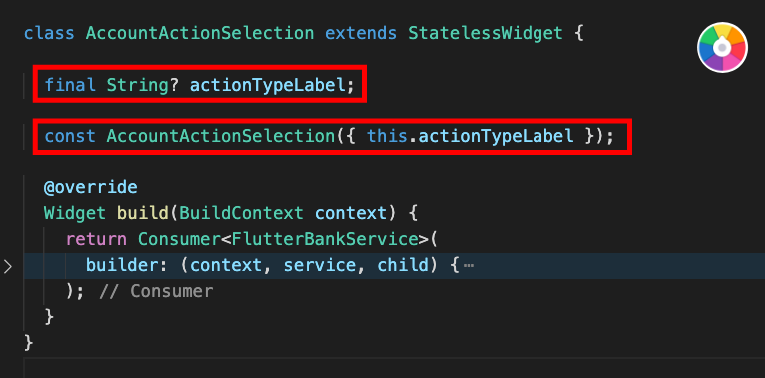 class AccountActionSelection extends StatelessWidget {
final String? actionTypeLabel;
const AccountActionSelection({ this.actionTypeLabel });
@override
Widget build(BuildContext context) {
return Consumer<FlutterBankService>(
builder: (context, service, child) {⋯
); // Consumer
}
}